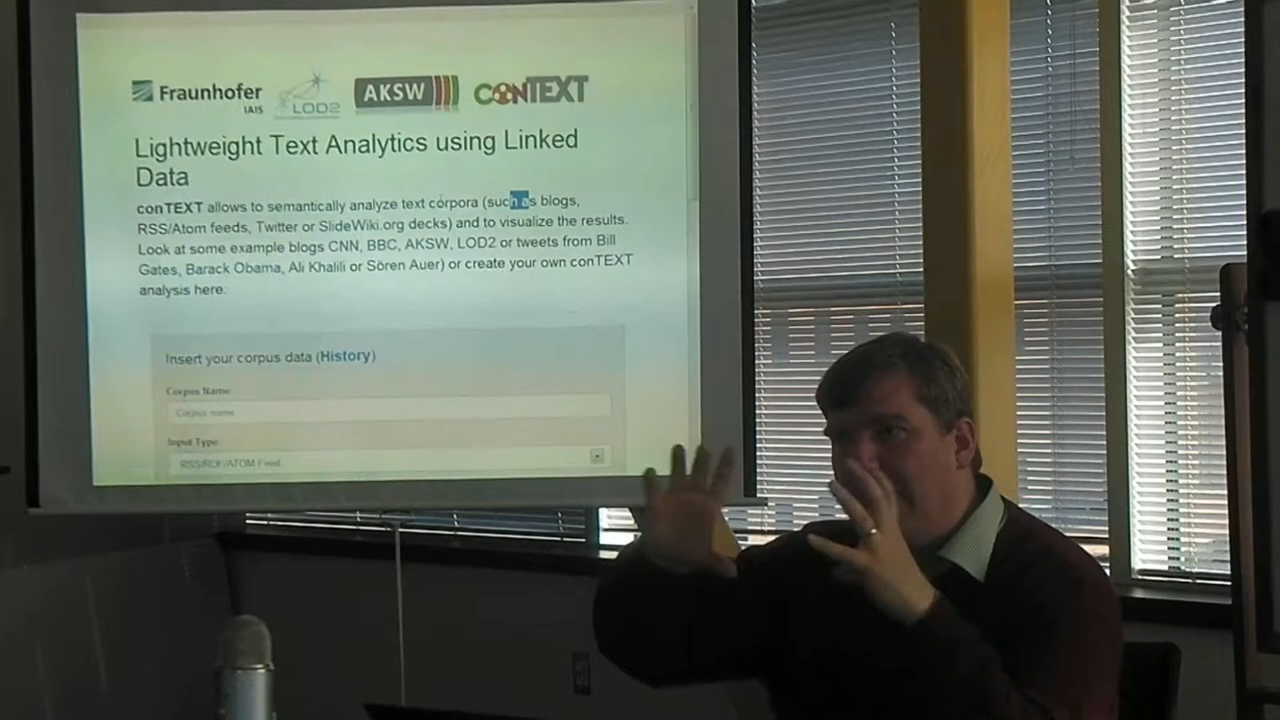 Fraunhofer
IAIS
LOD2
AKSW
CONTEXT
Lightweight Text Analytics using Linked
Data
conTEXT allows to semantically analyze text corpora (such as blogs,
RSS/Atom feeds, Twitter or SlideWiki.org decks) and to visualize the results.
Look at some example blogs CNN, BBC, AKSW, LOD2 or tweets from Bill
Gates, Barack Obama, Ali Khalili or Sören Auer) or create your own conTEXT
analysis here:
Insert your corpus data (History)
Corpus Name
Corpus name
Input Type
RSS/RDF/ATOM Feed